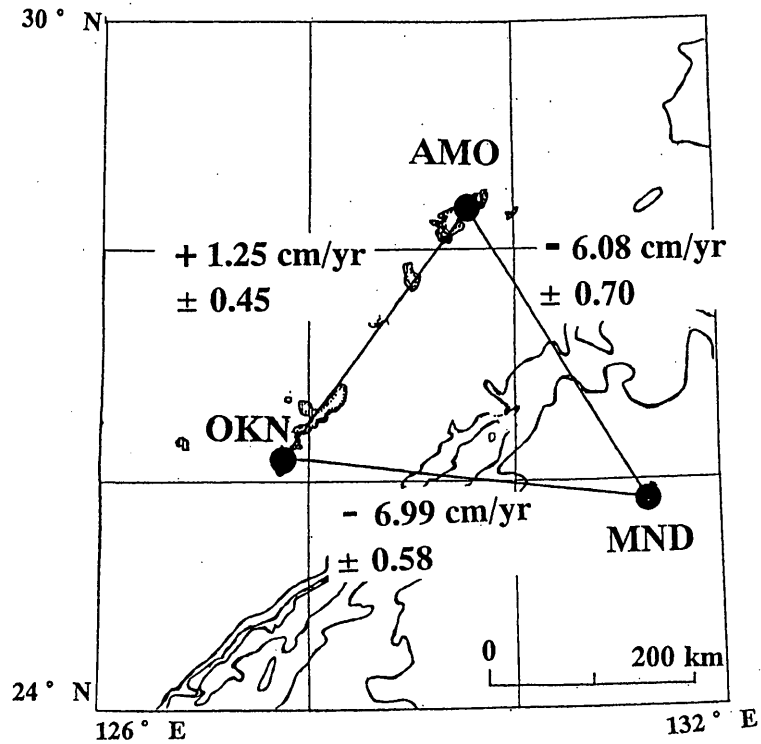 30° N
AMO
+ 1.25 cm/yr
± 0.45
- 6.08 cm/yr
± 0.70
OKN
- 6.99 cm/yr
± 0.58
MND
0 200 km
24° N
126° E
132° E